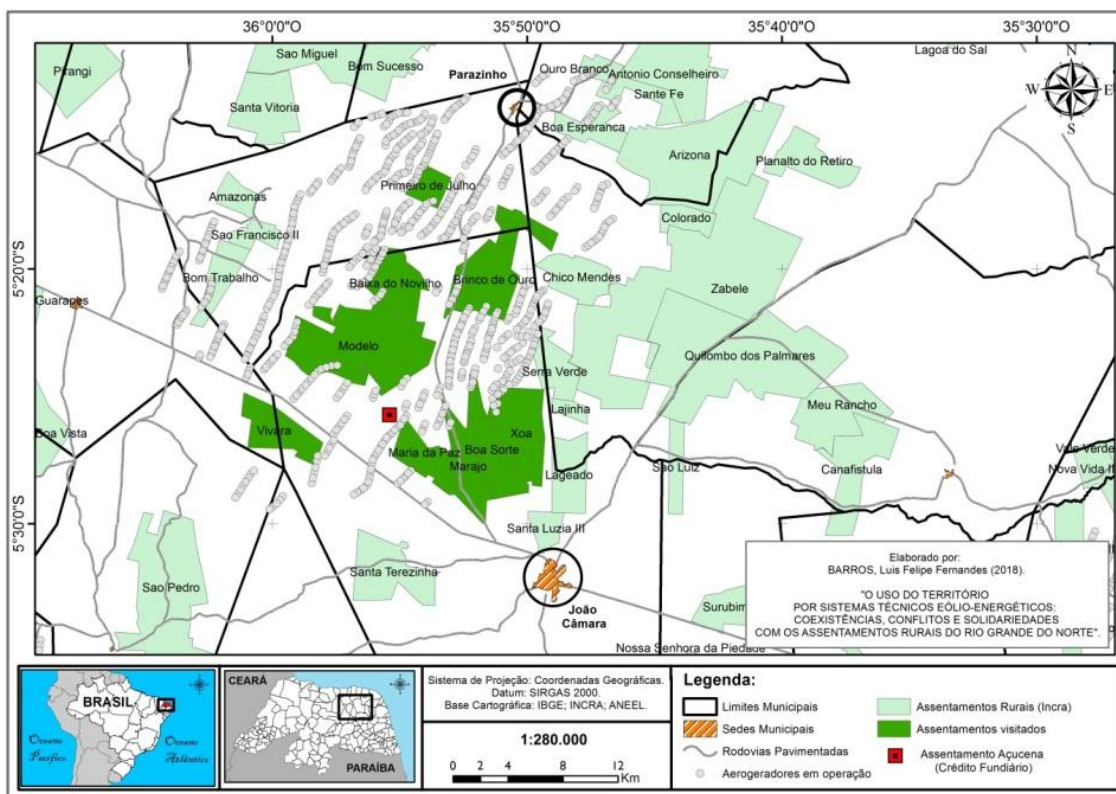 36°00'0"O
35°50'0"O
35°40'0"O
35°30'0"O
Lagoa do Sal
Sao Miguel
Pirangi
Bom Sucesso
Parazinho
Ouro Branco
Antonio Conselheiro
N
W
E
S
Santa Vitoria
Sante Fe
Boa Esperanca
Arizona
Planalto do Retiro
Primeiro de Julho
Amazonas
Colorado
Sao Francisco II
5°20'0"S
Bom Trabalho
Baixa do Novilho
Brinco de Ouro
Chico Mendes
Zabele
Guarapes
Modelo
Quilombo dos Palmares
Serra Verde
Meu Rancho
Lajinha
Boa Vista
Vivara
Xoa
Maria da Paz
Boa Sorte
Marajo
Vale Verde
Sao Luiz
Canafistula
Nova Vida II
Lageado
5°30'0"S
Santa Luzia III
Santa Terezinha
Sao Pedro
João
Câmara
Surubim
Nossa Senhora da Piedade
Elaborado por:
BARROS, Luis Felipe Fernandes (2018).
"O USO DO TERRITÓRIO
POR SISTEMAS TÉCNICOS EÓLIO-ENERGÉTICOS:
COEXISTÊNCIAS, CONFLITOS E SOLIDARIEDADES
COM OS ASSENTAMENTOS RURAIS DO RIO GRANDE DO NORTE".
BRASIL
Oceano
Pacífico
Oceano
Atlântico
CEARÁ
PARAÍBA
Sistema de Projeção: Coordenadas Geográficas.
Datum: SIRGAS 2000.
Base Cartográfica: IBGE; INCRA; ANEEL.
1:280.000
0 2 4 8 12
Km
Legenda:
Limites Municipais
Sedes Municipais
Rodovias Pavimentadas
Aerogeradores em operação
Assentamentos Rurais (Incra)
Assentamentos visitados
Assentamento Açucena
(Crédito Fundiário)